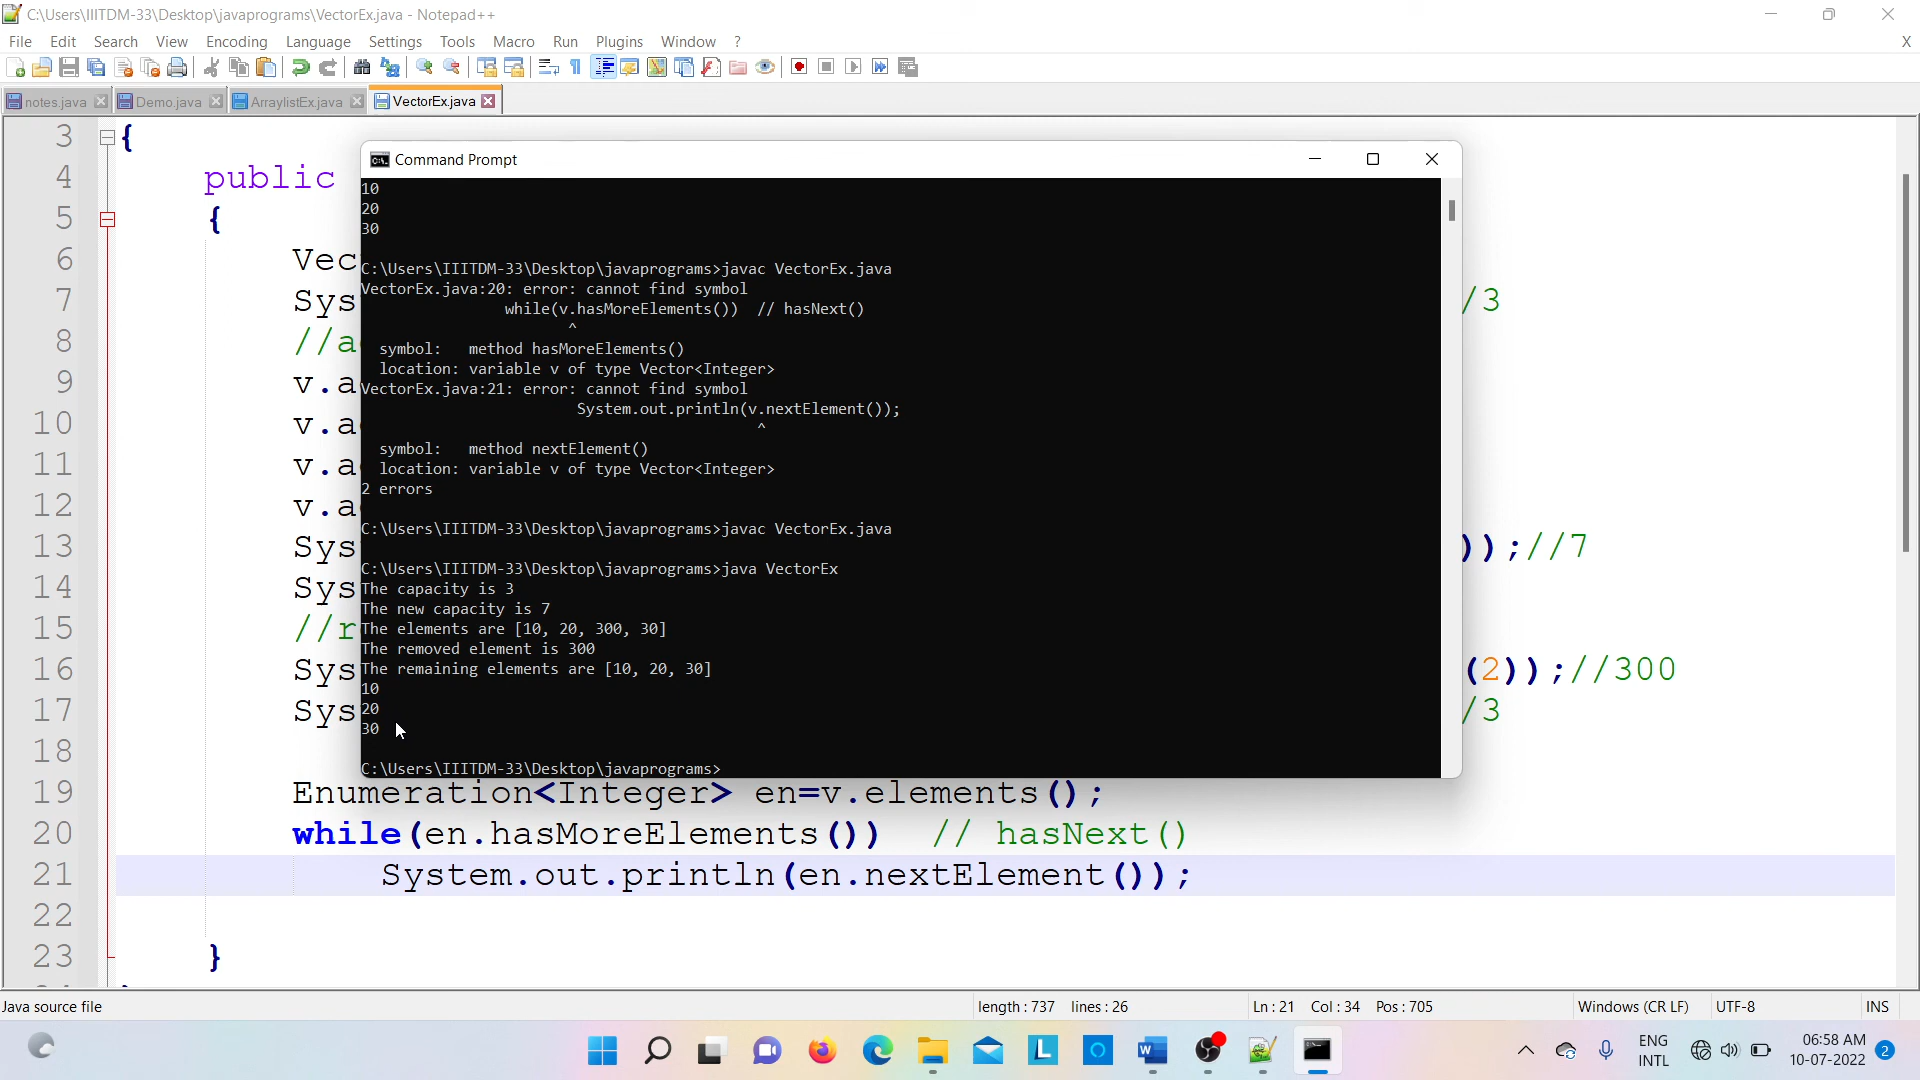 C:\Users\IIITDM-33\Desktop\javaprograms\VectorEx.java - Notepad++
File Edit Search View Encoding Language Settings Tools Macro Run Plugins Window ? X
notes.java Demo.java ArraylistEx.java VectorEx.java
3 {
4 public
5 {
6 Vec
7 Sys /3
8 //a
9 v.a
10 v.a
11 v.a
12 v.a
13 Sys ));//7
14 Sys
15 //r
16 Sys (2));//300
17 Sys /3
18
19 Enumeration<Integer> en=v.elements();
20 while(en.hasMoreElements()) // hasNext()
21 System.out.println(en.nextElement());
22
23 }
Command Prompt
10
20
30
C:\Users\IIITDM-33\Desktop\javaprograms>javac VectorEx.java
VectorEx.java:20: error: cannot find symbol
while(v.hasMoreElements()) // hasNext()
^
symbol: method hasMoreElements()
location: variable v of type Vector<Integer>
VectorEx.java:21: error: cannot find symbol
System.out.println(v.nextElement());
^
symbol: method nextElement()
location: variable v of type Vector<Integer>
2 errors
C:\Users\IIITDM-33\Desktop\javaprograms>javac VectorEx.java
C:\Users\IIITDM-33\Desktop\javaprograms>java VectorEx
The capacity is 3
The new capacity is 7
The elements are [10, 20, 300, 30]
The removed element is 300
The remaining elements are [10, 20, 30]
10
20
30
C:\Users\IIITDM-33\Desktop\javaprograms>
Java source file length : 737 lines : 26 Ln : 21 Col : 34 Pos : 705 Windows (CR LF) UTF-8 INS
ENG
INTL
06:58 AM
10-07-2022
2